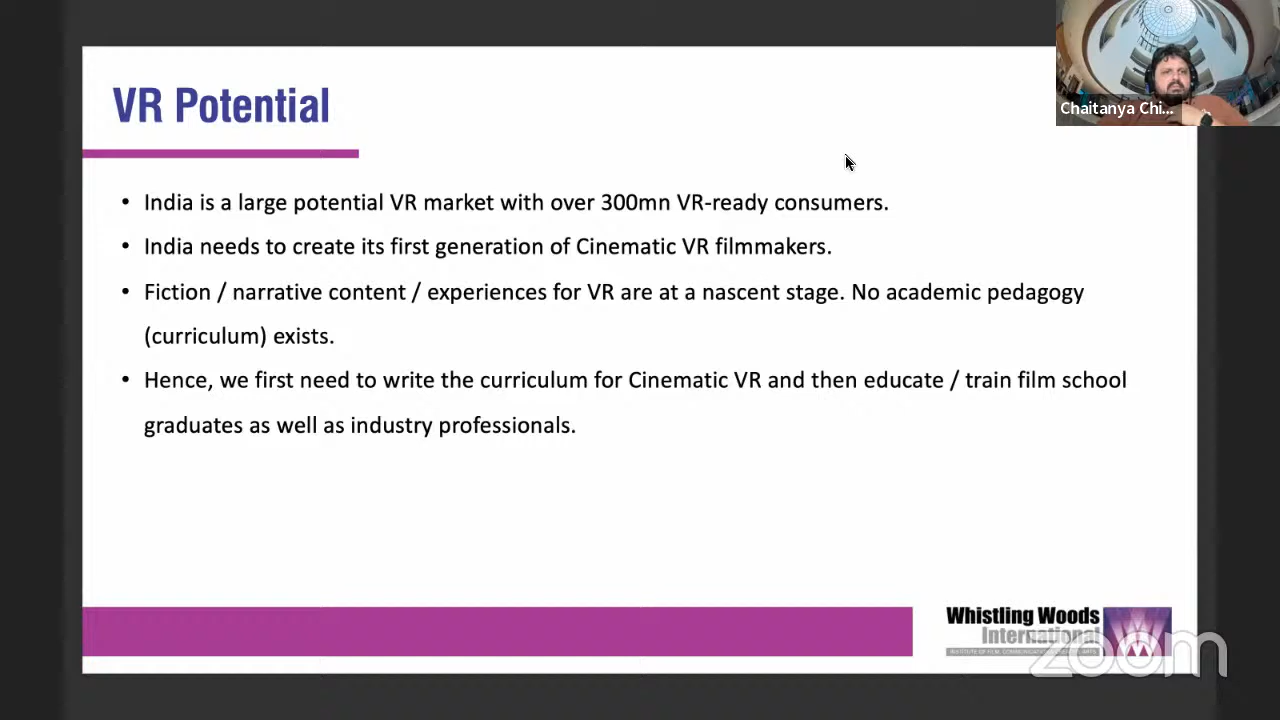 VR Potential
Chaitanya Chi...
• India is a large potential VR market with over 300mn VR-ready consumers.
• India needs to create its first generation of Cinematic VR filmmakers.
• Fiction / narrative content / experiences for VR are at a nascent stage. No academic pedagogy
(curriculum) exists.
• Hence, we first need to write the curriculum for Cinematic VR and then educate / train film school
graduates as well as industry professionals.
Whistling Woods
International
zoom